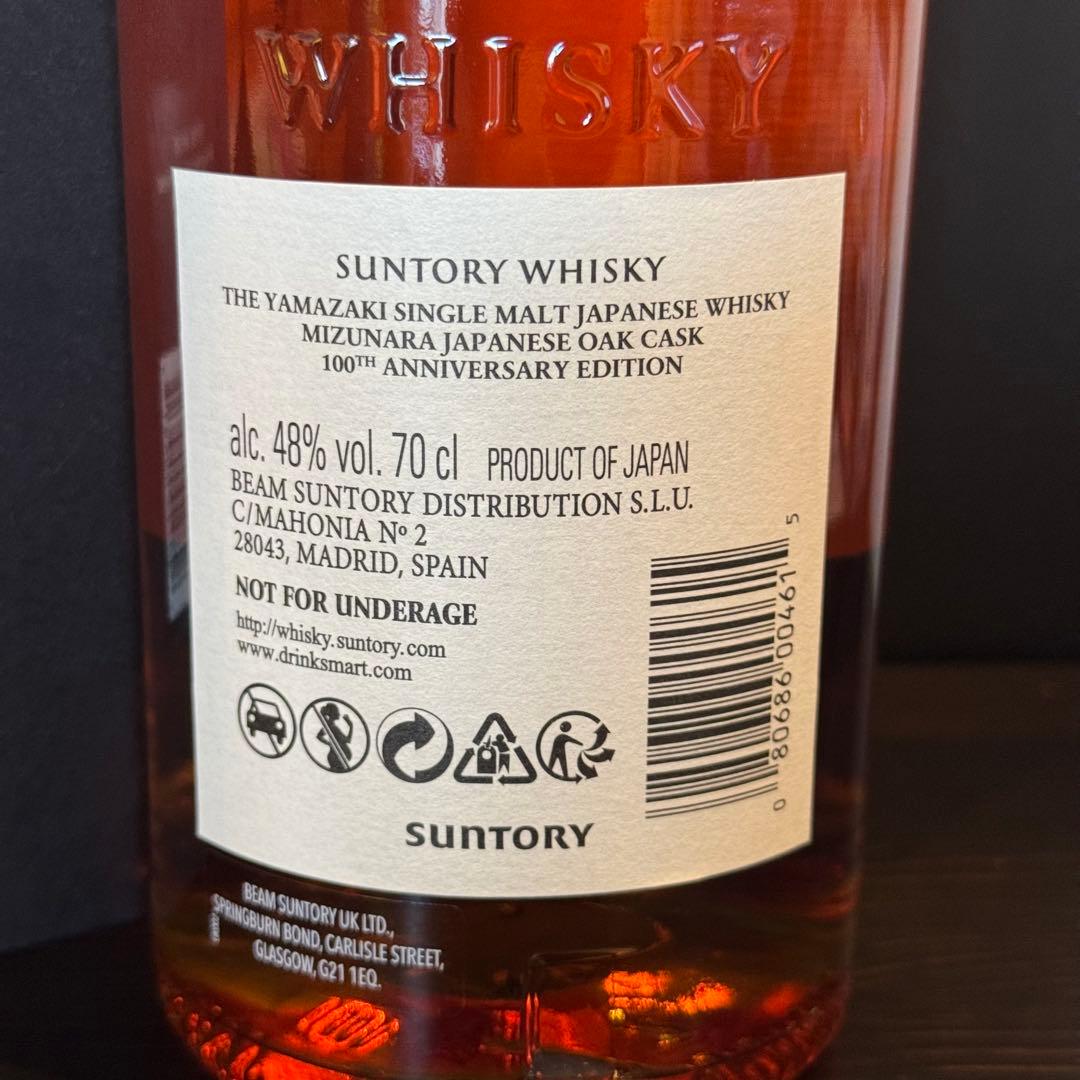 WHISKY
SUNTORY WHISKY
THE YAMAZAKI SINGLE MALT JAPANESE WHISKY
MIZUNARA JAPANESE OAK CASK
100TH ANNIVERSARY EDITION
alc. 48% vol. 70 cl PRODUCT OF JAPAN
BEAM SUNTORY DISTRIBUTION S.L.U.
C/MAHONIA Nº 2
28043, MADRID, SPAIN
NOT FOR UNDERAGE
http://whisky.suntory.com
www.drinksmart.com
0 80686 00461 5
SUNTORY
BEAM SUNTORY UK LTD.,
SPRINGBURN BOND, CARLISLE STREET,
GLASGOW, G21 1EQ.